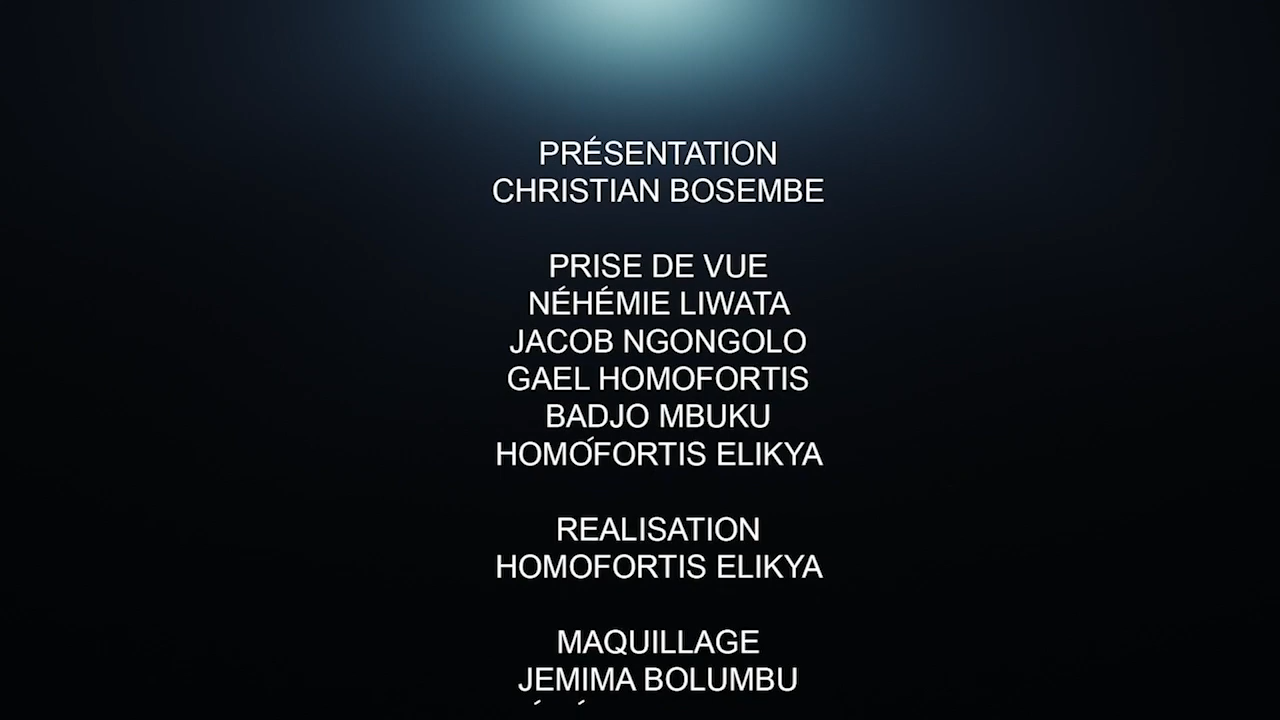 PRÉSENTATION
CHRISTIAN BOSEMBE
PRISE DE VUE
NÉHÉMIE LIWATA
JACOB NGONGOLO
GAEL HOMOFORTIS
BADJO MBUKU
HOMÓFORTIS ELIKYA
REALISATION
HOMOFORTIS ELIKYA
MAQUILLAGE
JEMIMA BOLUMBU